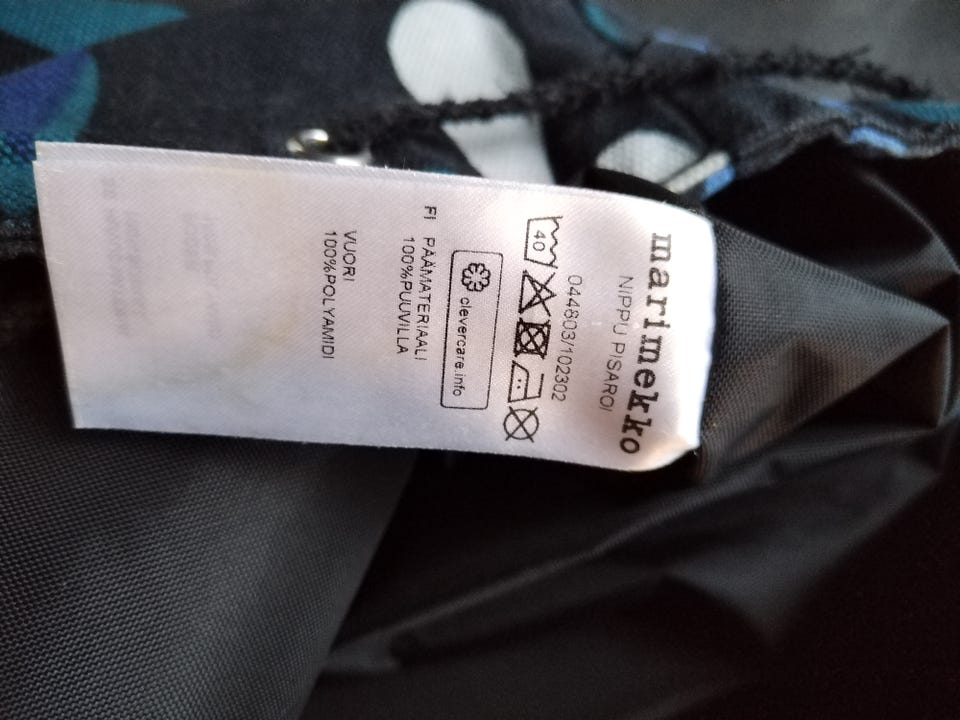 marimekko
NIPPU PISAROI
044803/102302
40
clevercare.info
FI PÄÄMATERIAALI
100%PUUVILLA
VUORI
100%POLYAMIDI